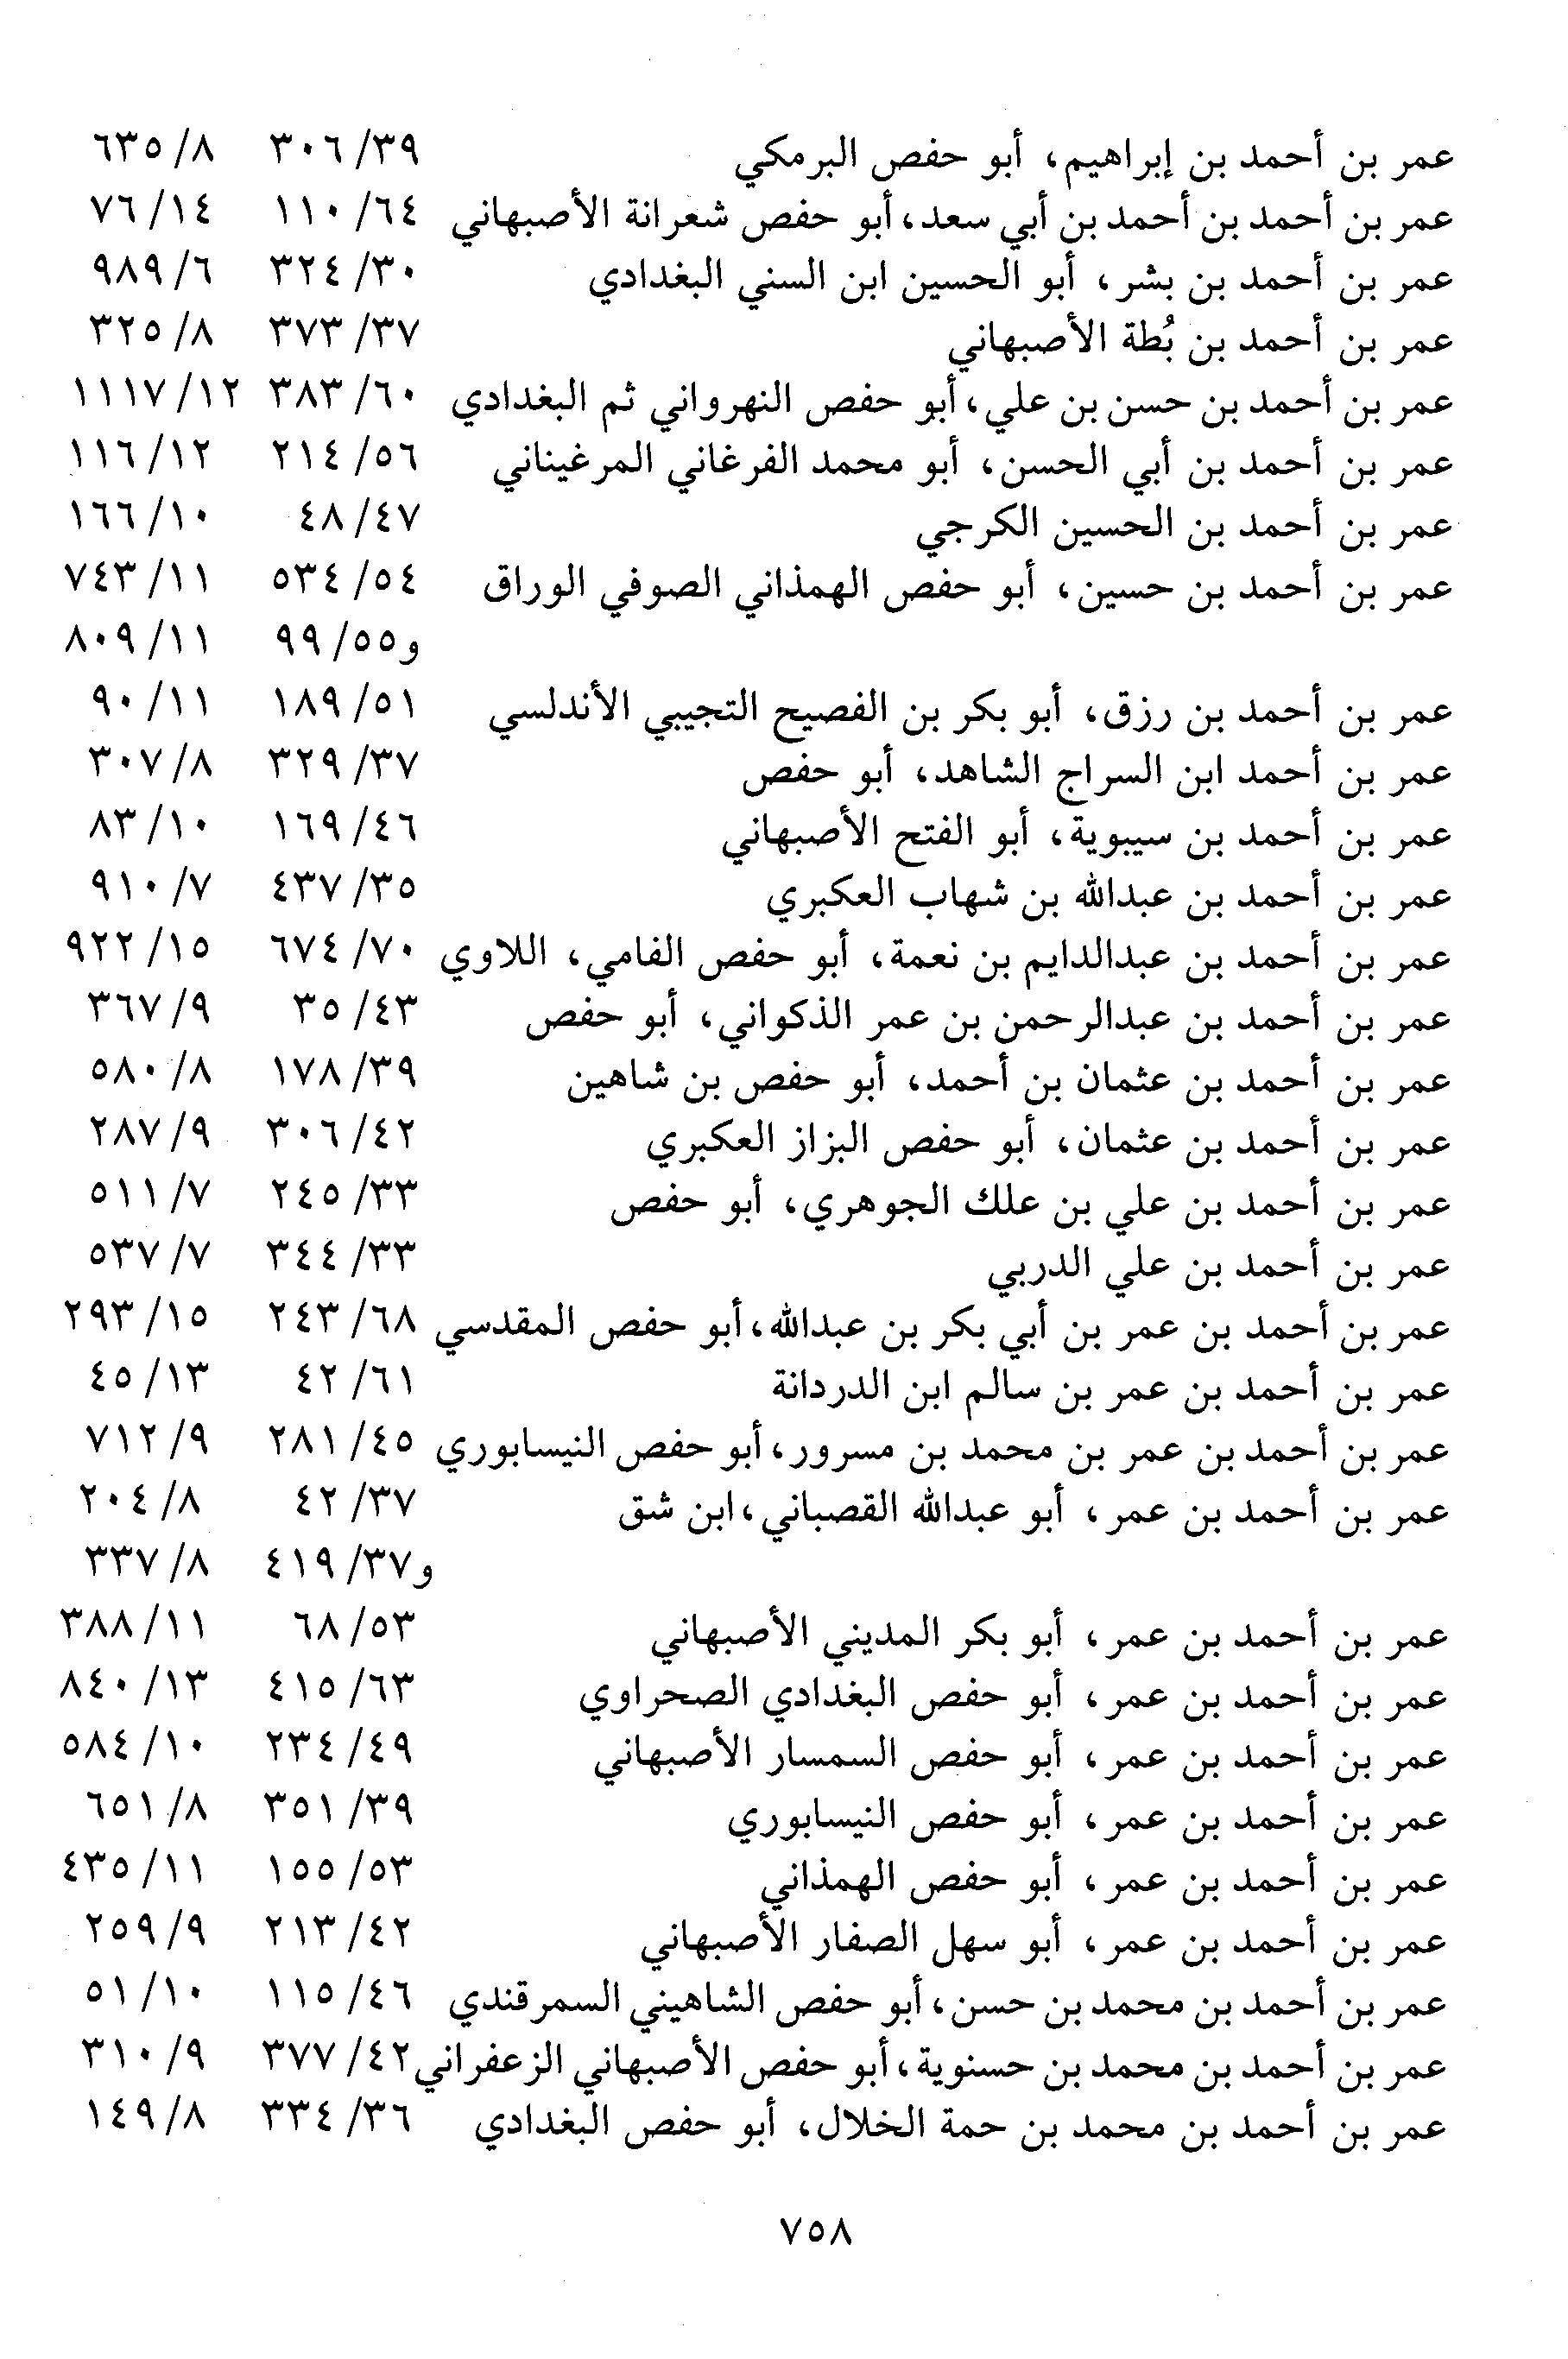 عمر بن أحمد بن إبراهيم، أبو حفص البرمكي ٣٩/ ٣٠٦ ٨/ ٦٣٥
عمر بن أحمد بن أحمد بن أبي سعد، أبو حفص شعرانة الأصبهاني ٦٤/ ١١٠ ١٤/ ٧٦
عمر بن أحمد بن بشر، أبو الحسين ابن السني البغدادي ٣٠/ ٣٢٤ ٦/ ٩٨٩
عمر بن أحمد بن بُطة الأصبهاني ٣٧/ ٣٧٣ ٨/ ٣٢٥
عمر بن أحمد بن حسن بن علي، أبو حفص النهرواني ثم البغدادي ٦٠/ ٣٨٣ ١٢/ ١١١٧
عمر بن أحمد بن أبي الحسن، أبو محمد الفرغاني المرغيناني ٥٦/ ٢١٤ ١٢/ ١١٦
عمر بن أحمد بن الحسين الكرجي ٤٧/ ٤٨ ١٠/ ١٦٦
عمر بن أحمد بن حسين، أبو حفص الهمذاني الصوفي الوراق ٥٤/ ٥٣٤ ١١/ ٧٤٣
و٥٥/ ٩٩ ١١/ ٨٠٩
عمر بن أحمد بن رزق، أبو بكر بن الفصيح التجيبي الأندلسي ٥١/ ١٨٩ ١١/ ٩٠
عمر بن أحمد ابن السراج الشاهد، أبو حفص ٣٧/ ٣٢٩ ٨/ ٣٠٧
عمر بن أحمد بن سيبوية، أبو الفتح الأصبهاني ٤٦/ ١٦٩ ١٠/ ٨٣
عمر بن أحمد بن عبدالله بن شهاب العكبري ٣٥/ ٤٣٧ ٧/ ٩١٠
عمر بن أحمد بن عبدالدايم بن نعمة، أبو حفص الفامي، اللاوي ٧٠/ ٦٧٤ ١٥/ ٩٢٢
عمر بن أحمد بن عبدالرحمن بن عمر الذكواني، أبو حفص ٤٣/ ٣٥ ٩/ ٣٦٧
عمر بن أحمد بن عثمان بن أحمد، أبو حفص بن شاهين ٣٩/ ١٧٨ ٨/ ٥٨٠
عمر بن أحمد بن عثمان، أبو حفص البزاز العكبري ٤٢/ ٣٠٦ ٩/ ٢٨٧
عمر بن أحمد بن علي بن علك الجوهري، أبو حفص ٣٣/ ٢٤٥ ٧/ ٥١١
عمر بن أحمد بن علي الدربي ٣٣/ ٣٤٤ ٧/ ٥٣٧
عمر بن أحمد بن عمر بن أبي بكر بن عبدالله، أبو حفص المقدسي ٦٨/ ٢٤٣ ١٥/ ٢٩٣
عمر بن أحمد بن عمر بن سالم ابن الدردانة ٦١/ ٤٢ ١٣/ ٤٥
عمر بن أحمد بن عمر بن محمد بن مسرور، أبو حفص النيسابوري ٤٥/ ٢٨١ ٩/ ٧١٢
عمر بن أحمد بن عمر، أبو عبدالله القصباني، ابن شق ٣٧/ ٤٢ ٨/ ٢٠٤
و٣٧/ ٤١٩ ٨/ ٣٣٧
عمر بن أحمد بن عمر، أبو بكر المديني الأصبهاني ٥٣/ ٦٨ ١١/ ٣٨٨
عمر بن أحمد بن عمر، أبو حفص البغدادي الصحراوي ٦٣/ ٤١٥ ١٣/ ٨٤٠
عمر بن أحمد بن عمر، أبو حفص السمسار الأصبهاني ٤٩/ ٢٣٤ ١٠/ ٥٨٤
عمر بن أحمد بن عمر، أبو حفص النيسابوري ٣٩/ ٣٥١ ٨/ ٦٥١
عمر بن أحمد بن عمر، أبو حفص الهمذاني ٥٣/ ١٥٥ ١١/ ٤٣٥
عمر بن أحمد بن عمر، أبو سهل الصفار الأصبهاني ٤٢/ ٢١٣ ٩/ ٢٥٩
عمر بن أحمد بن محمد بن حسن، أبو حفص الشاهيني السمرقندي ٤٦/ ١١٥ ١٠/ ٥١
عمر بن أحمد بن محمد بن حسنوية، أبو حفص الأصبهاني الزعفراني ٤٢/ ٣٧٧ ٩/ ٣١٠
عمر بن أحمد بن محمد بن حمة الخلال، أبو حفص البغدادي ٣٦/ ٣٣٤ ٨/ ١٤٩
٧٥٨